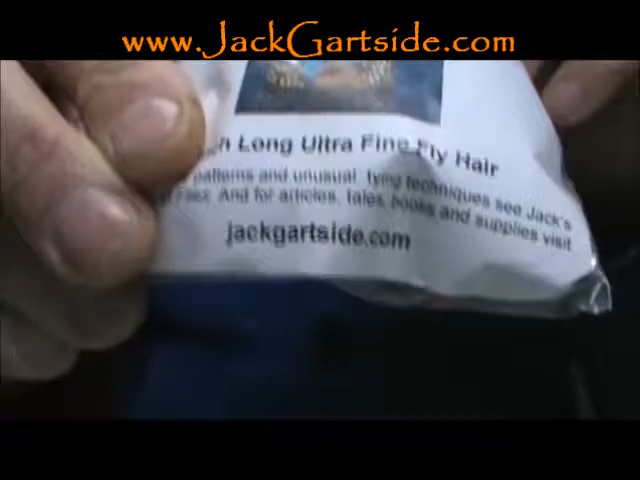 www.JackGartside.com
Long Ultra Fine Fly Hair
patterns and unusual tying techniques see Jack's
And for articles, tales, books and supplies visit
jackgartside.com